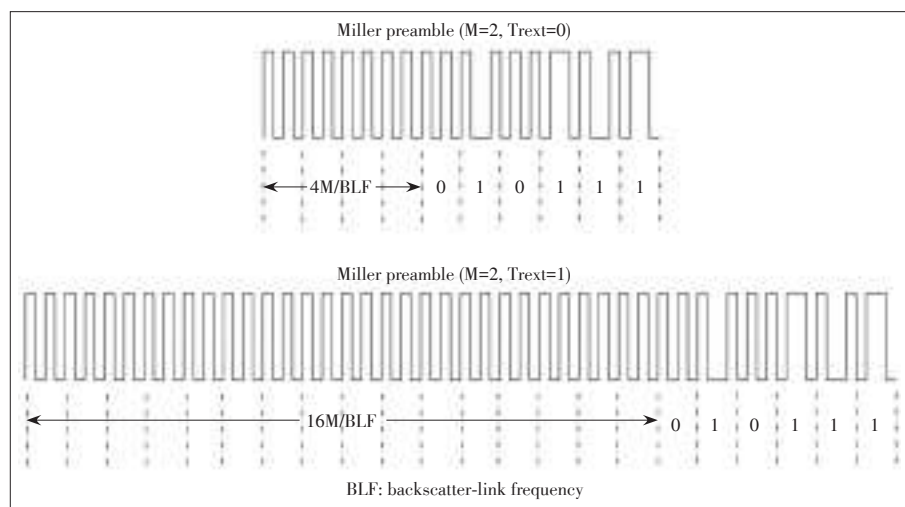 Miller preamble (M=2, Trext=0)
4M/BLF 0 1 0 1 1 1
Miller preamble (M=2, Trext=1)
16M/BLF 0 1 0 1 1 1
BLF: backscatter-link frequency